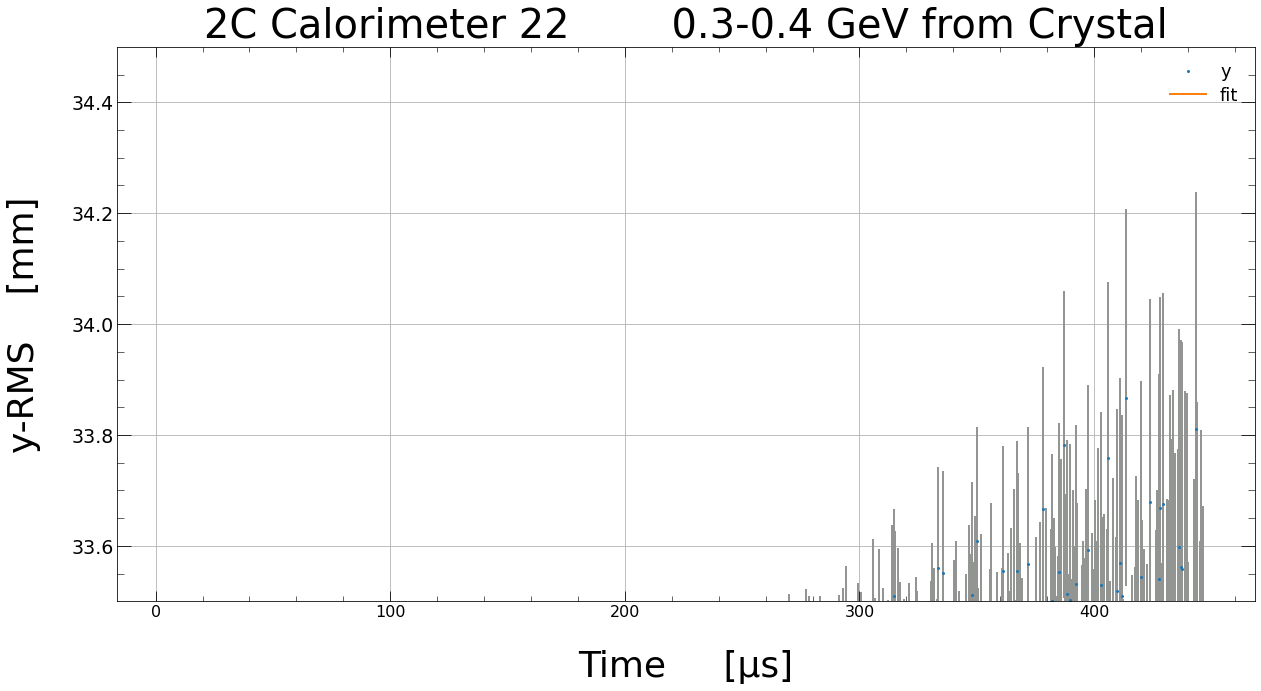 2C Calorimeter 22 0.3-0.4 GeV from Crystal
y
fit
34.4
34.2
34.0
33.8
33.6
y-RMS [mm]
0 100 200 300 400
Time [µs]